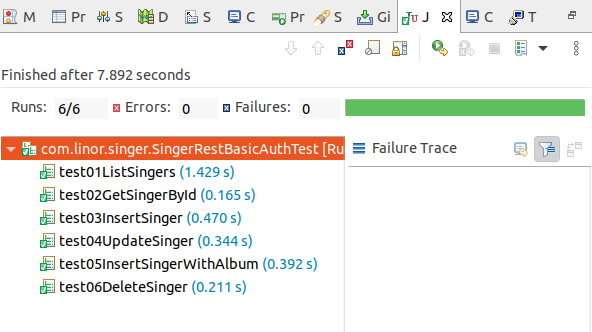 M Pr S D S C Pr S Gi JU J C T
Finished after 7.892 seconds
Runs: 6/6 Errors: 0 Failures: 0
com.linor.singer.SingerRestBasicAuthTest [Ru
Failure Trace
test01ListSingers (1.429 s)
test02GetSingerById (0.165 s)
test03InsertSinger (0.470 s)
test04UpdateSinger (0.344 s)
test05InsertSingerWithAlbum (0.392 s)
test06DeleteSinger (0.211 s)